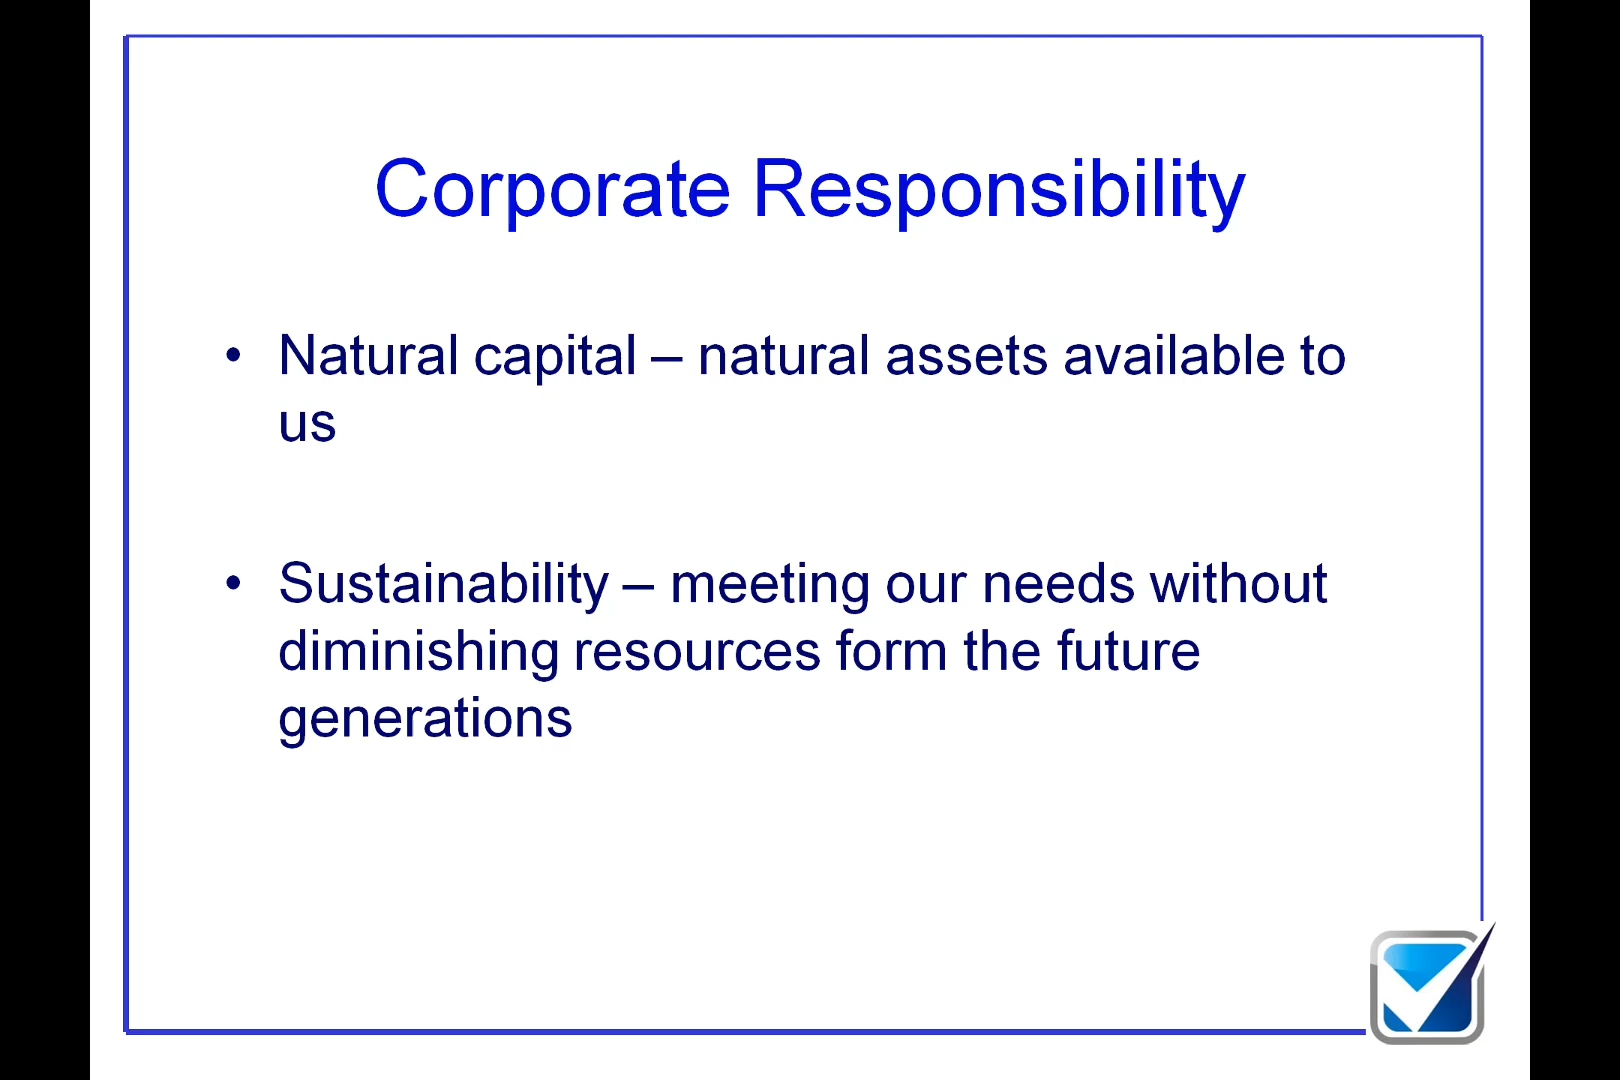 Corporate Responsibility
• Natural capital – natural assets available to
us
• Sustainability – meeting our needs without
diminishing resources form the future
generations